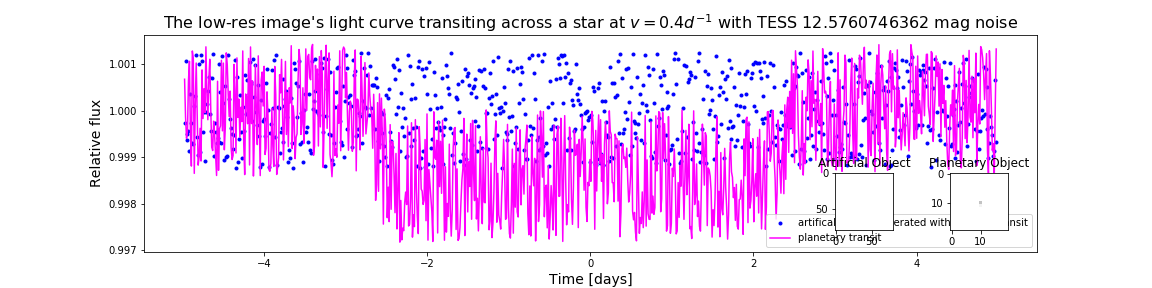 The low-res image's light curve transiting across a star at v = 0.4d⁻¹ with TESS 12.5760746362 mag noise
Relative flux
1.001
1.000
0.999
0.998
0.997
−4
−2
0
2
4
Time [days]
Artificial Object
0
50
0
50
Planetary Object
0
10
0
10
artifical erated with nsit
planetary transit